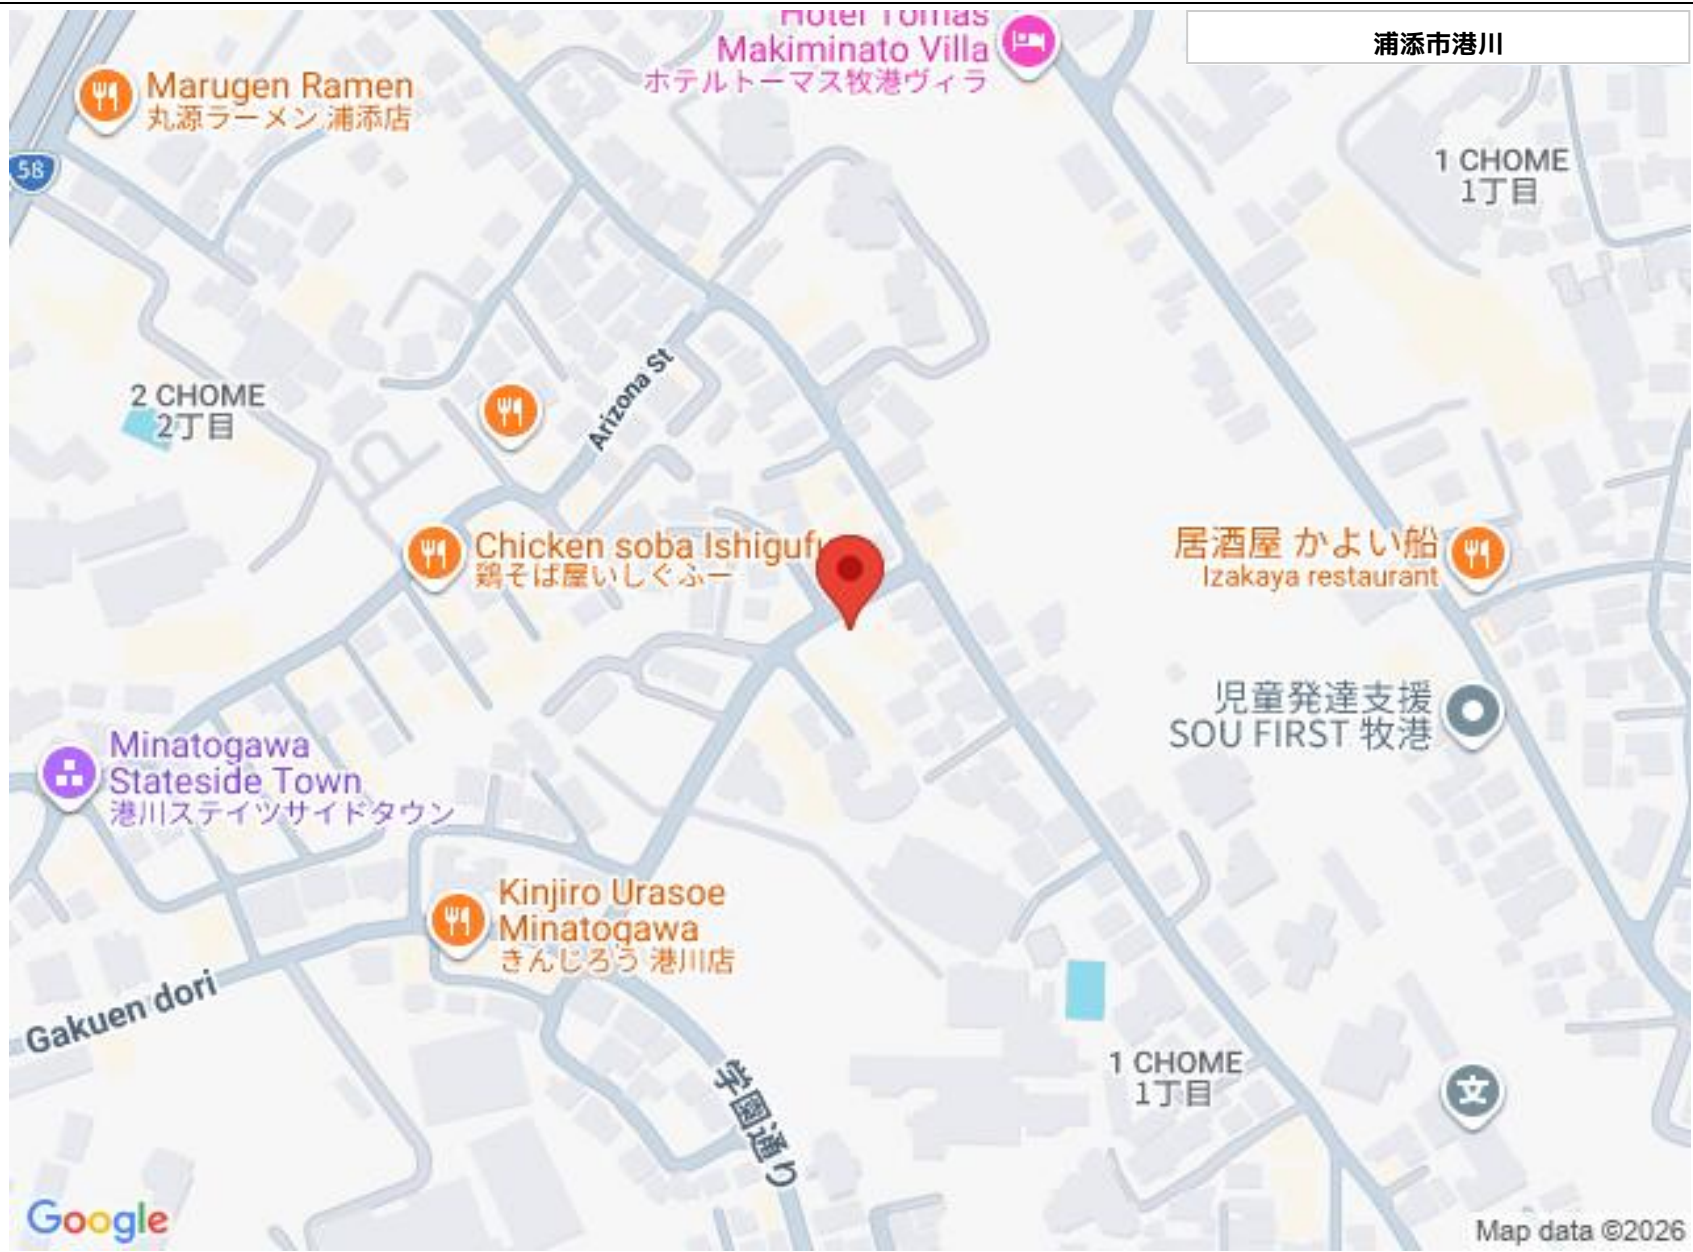 Hotel Tomas
Makiminato Villa
ホテルトーマス牧港ヴィラ
浦添市港川
Marugen Ramen
丸源ラーメン 浦添店
58
1 CHOME
1丁目
2 CHOME
2丁目
Arizona St
Chicken soba Ishigufu
鶏そば屋いしぐふー
居酒屋 かよい船
Izakaya restaurant
児童発達支援
SOU FIRST 牧港
Minatogawa
Stateside Town
港川ステイツサイドタウン
Kinjiro Urasoe
Minatogawa
きんじろう 港川店
Gakuen dori
学園通り
1 CHOME
1丁目
文
Google
Map data ©2026